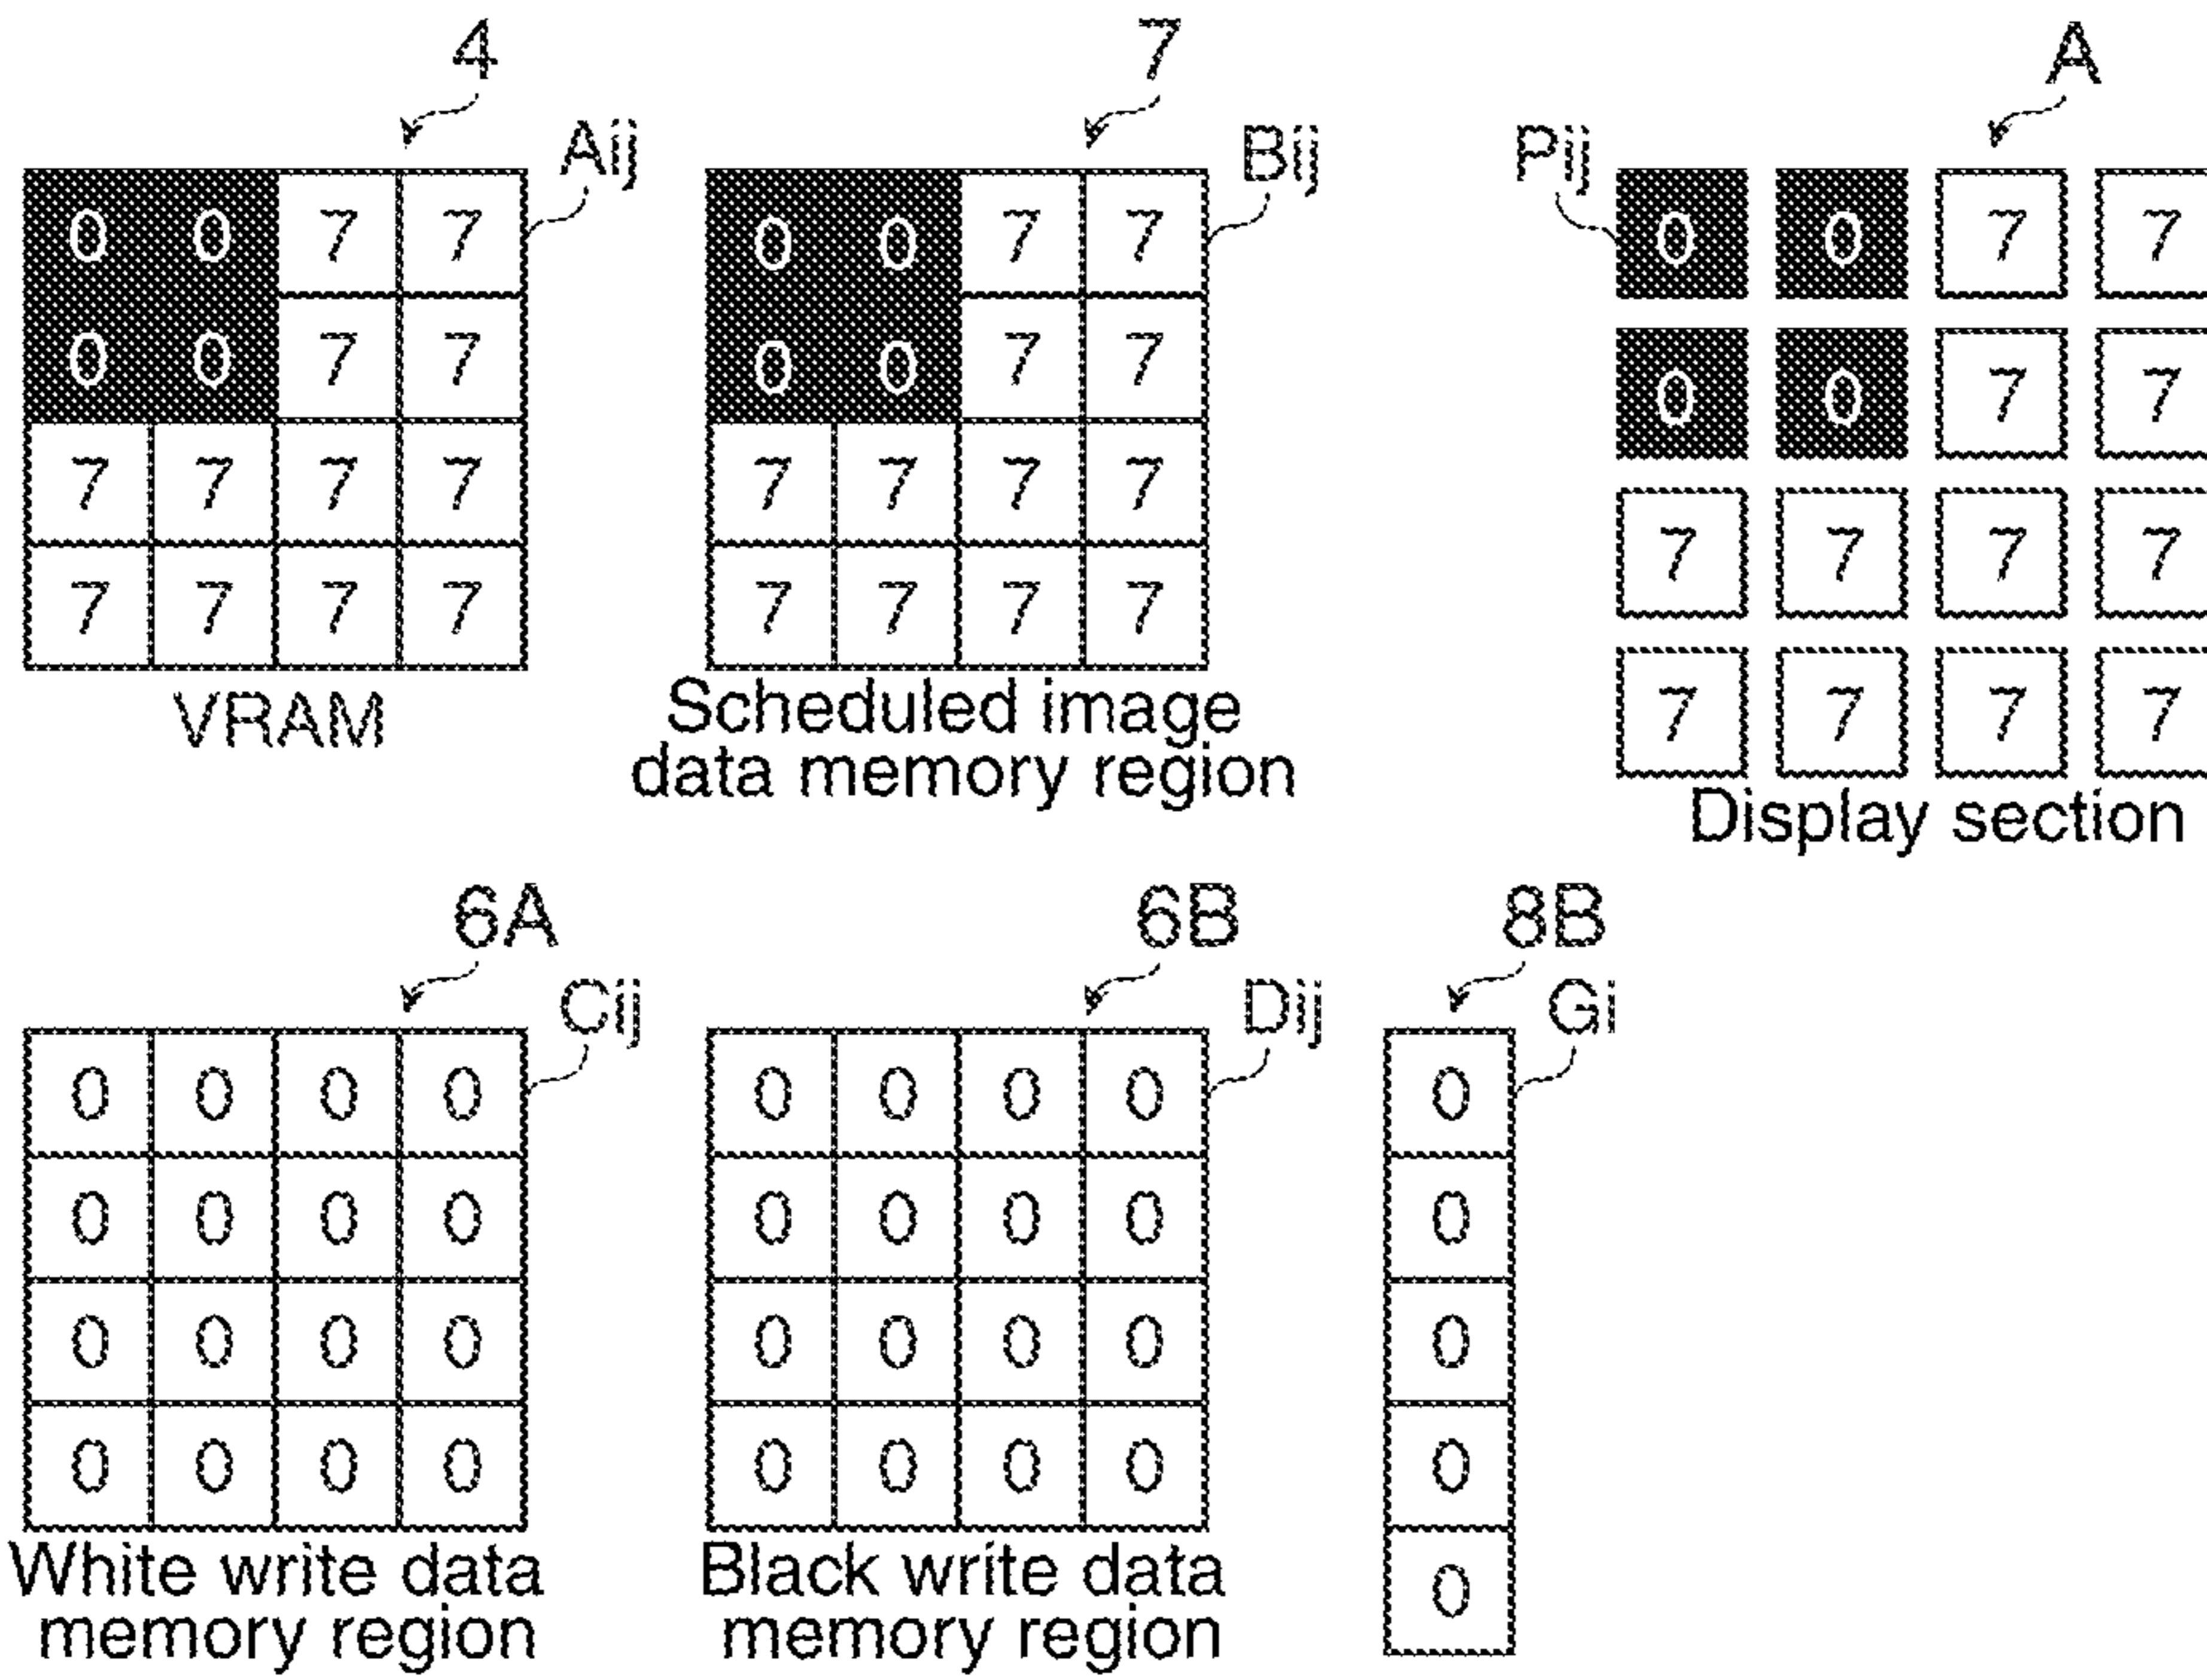 4
7
A
Aij
Bij
Pij
0 0 7 7
0 0 7 7
7 7 7 7
7 7 7 7
VRAM
0 0 7 7
0 0 7 7
7 7 7 7
7 7 7 7
Scheduled image
data memory region
0 0 7 7
0 0 7 7
7 7 7 7
7 7 7 7
Display section
6A
6B
8B
Cij
Dij
Gi
0 0 0 0
0 0 0 0
0 0 0 0
0 0 0 0
White write data
memory region
0 0 0 0
0 0 0 0
0 0 0 0
0 0 0 0
Black write data
memory region
0
0
0
0
0